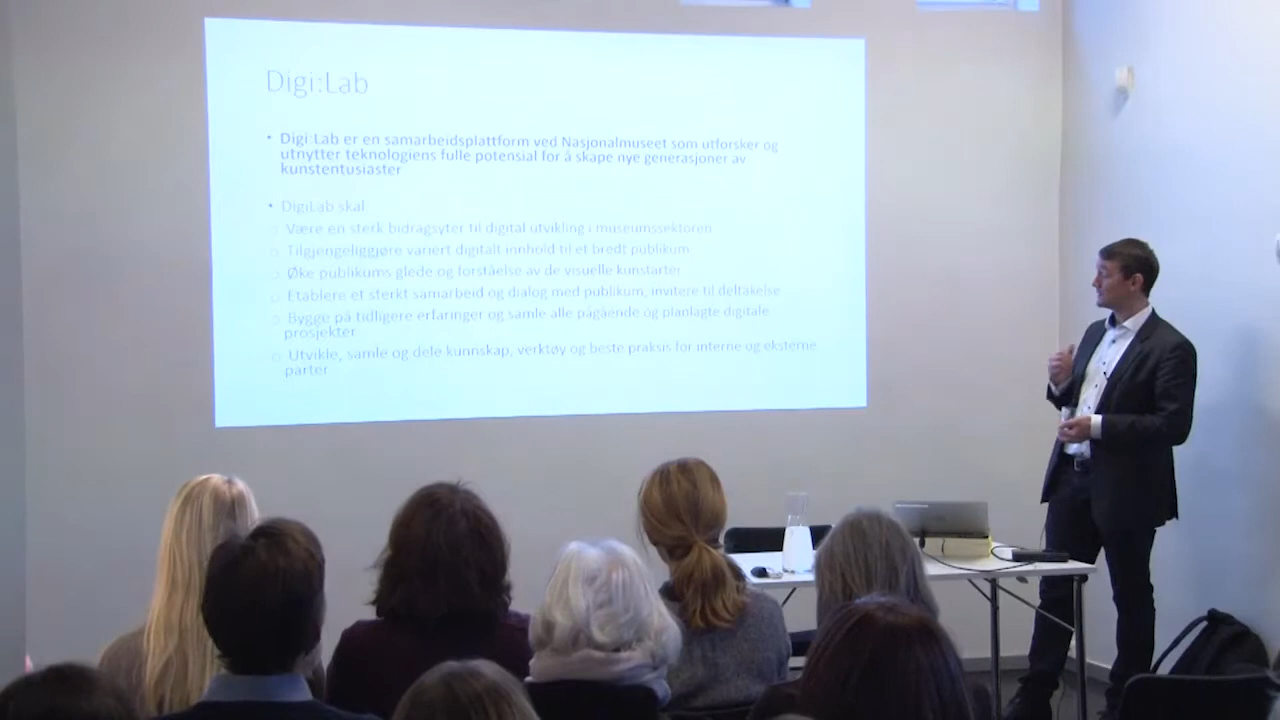 Digi:Lab
• Digi:Lab er en samarbeidsplattform ved Nasjonalmuseet som utforsker og
utnytter teknologiens fulle potensial for å skape nye generasjoner av
kunstentusiaster
• DigiLab skal:
○ Være en sterk bidragsyter til digital utvikling i museumssektoren
○ Tilgjengeliggjøre variert digitalt innhold til et bredt publikum
○ Øke publikums glede og forståelse av de visuelle kunstarter
○ Etablere et sterkt samarbeid og dialog med publikum, invitere til deltakelse
○ Bygge på tidligere erfaringer og samle alle pågående og planlagte digitale
prosjekter
○ Utvikle, samle og dele kunnskap, verktøy og beste praksis for interne og eksterne
parter